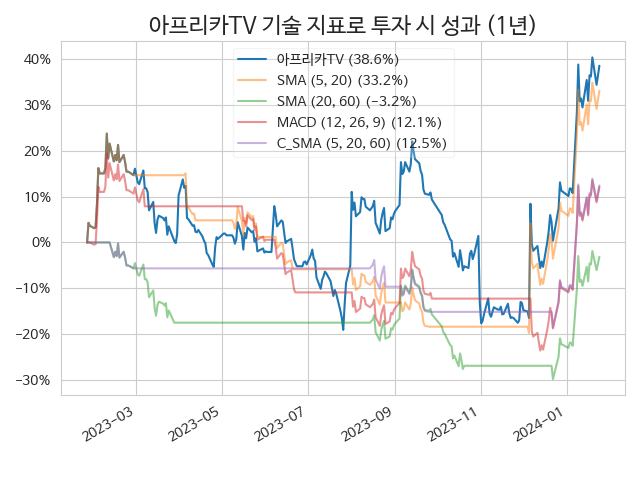 아프리카TV 기술 지표로 투자 시 성과 (1년)
아프리카TV (38.6%)
SMA (5, 20) (33.2%)
SMA (20, 60) (−3.2%)
MACD (12, 26, 9) (12.1%)
C_SMA (5, 20, 60) (12.5%)
40%
30%
20%
10%
0%
−10%
−20%
−30%
2023−03
2023−05
2023−07
2023−09
2023−11
2024−01